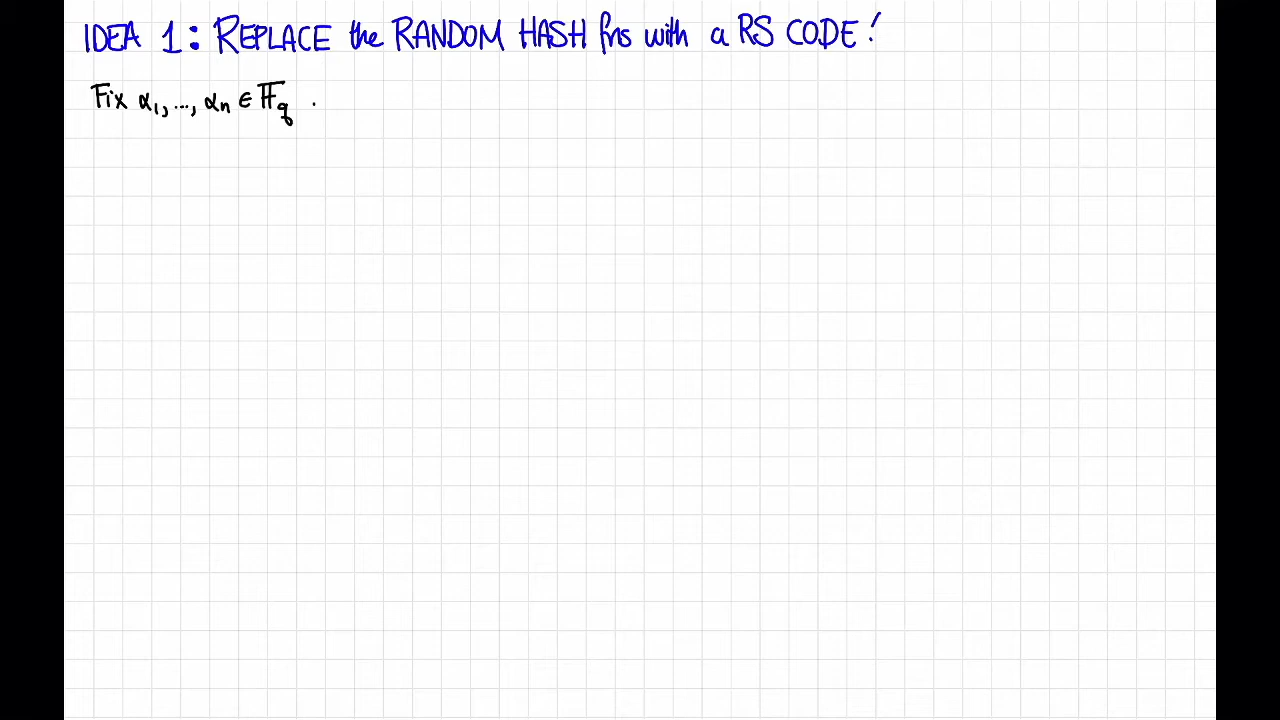 IDEA 1: REPLACE the RANDOM HASH fns with a RS CODE!
Fix α₁, ..., αₙ ∈ 𝔽_q .